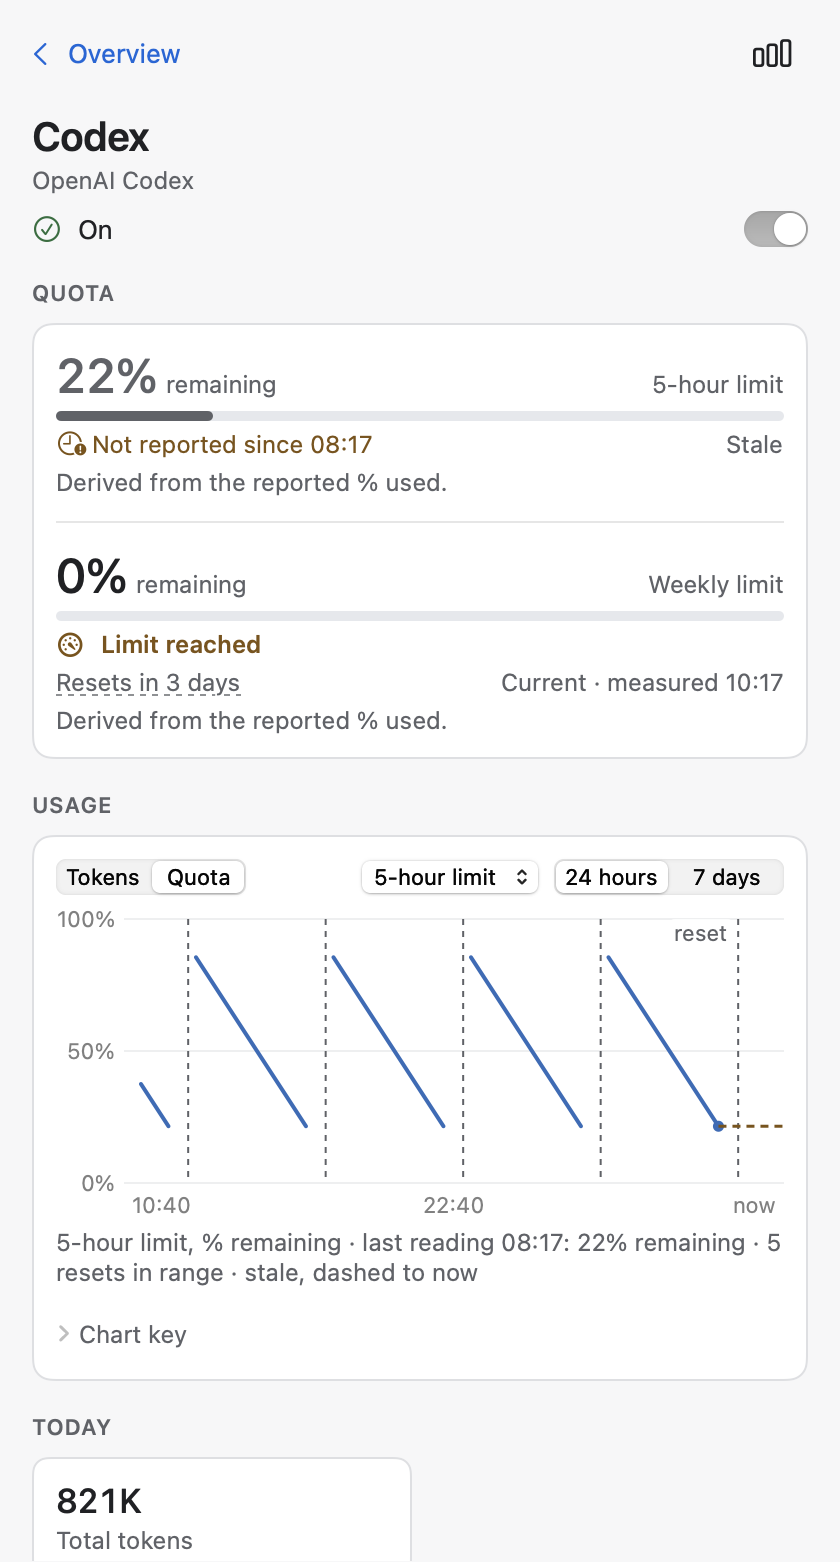 Overview
Codex
OpenAI Codex
On
QUOTA
22% remaining 5-hour limit
Not reported since 08:17 Stale
Derived from the reported % used.
0% remaining Weekly limit
Limit reached
Resets in 3 days Current · measured 10:17
Derived from the reported % used.
USAGE
Tokens Quota 5-hour limit 24 hours 7 days
100%
reset
50%
0%
10:40 22:40 now
5-hour limit, % remaining · last reading 08:17: 22% remaining · 5
resets in range · stale, dashed to now
Chart key
TODAY
821K
Total tokens